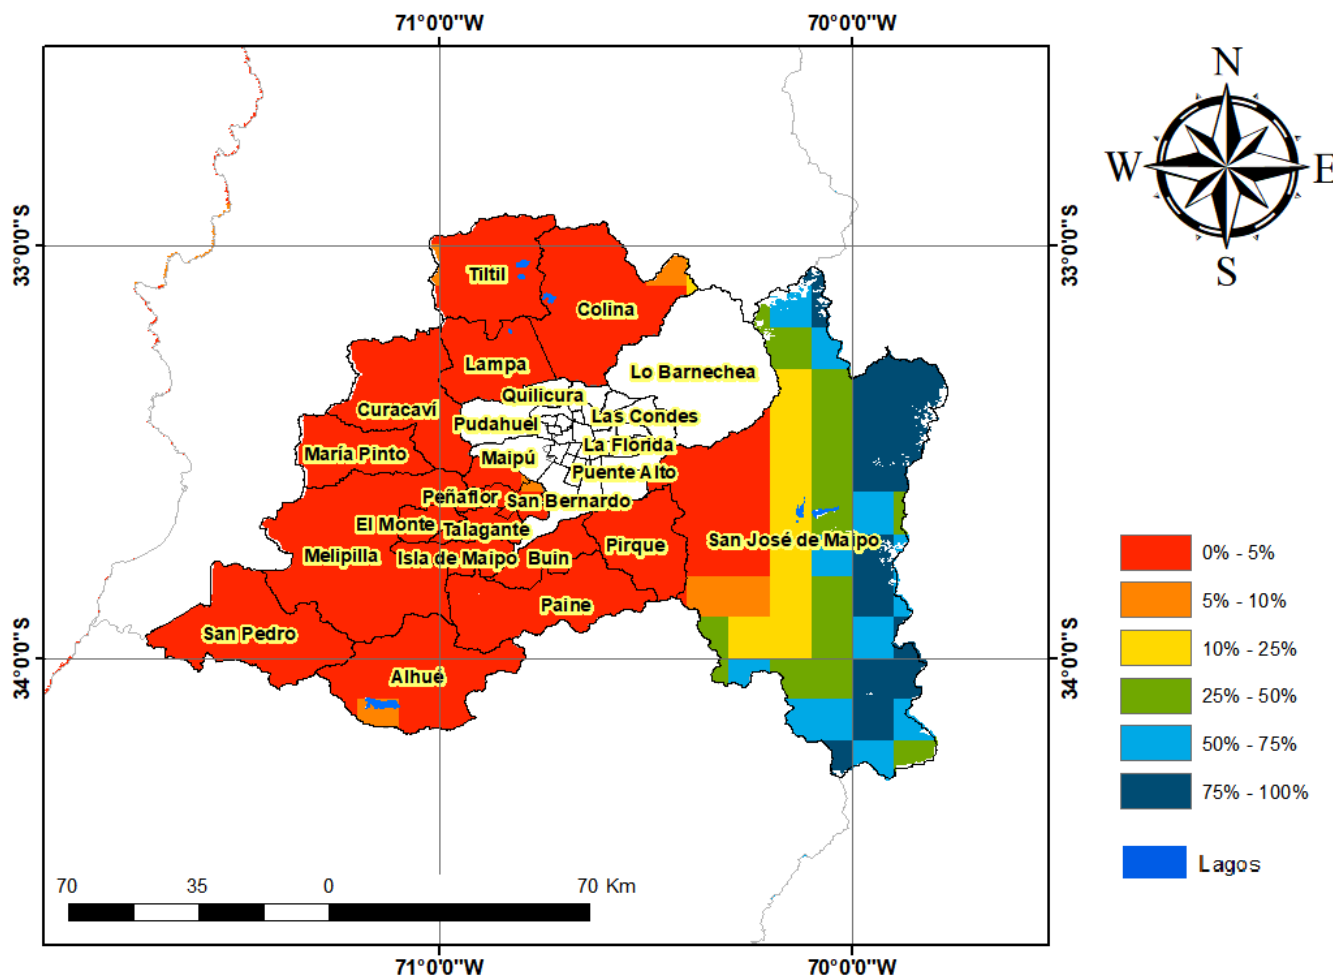 71°0'0"W
70°0'0"W
N
W
E
S
33°0'0"S
33°0'0"S
Tiltil
Colina
Lampa
Lo Barnechea
Quilicura
Curacaví
Las Condes
Pudahuel
La Florida
María Pinto
Maipú
Puente Alto
Peñaflor
San Bernardo
El Monte
Talagante
San José de Maipo
Melipilla
Isla de Maipo
Buin
Pirque
Paine
San Pedro
Alhué
34°0'0"S
34°0'0"S
0% - 5%
5% - 10%
10% - 25%
25% - 50%
50% - 75%
75% - 100%
Lagos
70
35
0
70 Km
71°0'0"W
70°0'0"W